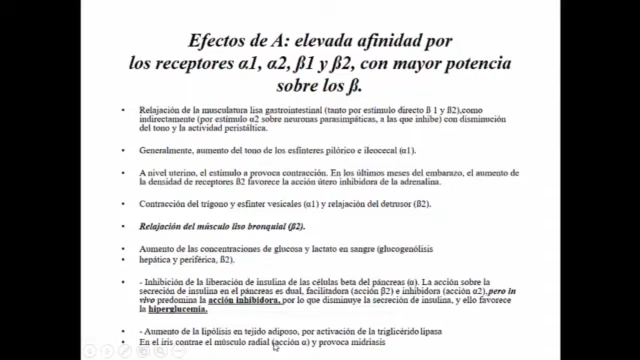 Efectos de A: elevada afinidad por
los receptores α1, α2, ß1 y ß2, con mayor potencia
sobre los ß.
• Relajación de la musculatura lisa gastrointestinal (tanto por estímulo directo ß 1 y ß2),como
indirectamente (por estímulo α2 sobre neuronas parasimpáticas, a las que inhibe) con disminución
del tono y la actividad peristáltica.
• Generalmente, aumento del tono de los esfínteres pilórico e ileocecal (α1).
• A nivel uterino, el estímulo a provoca contracción. En los últimos meses del embarazo, el aumento de
la densidad de receptores ß2 favorece la acción útero inhibidora de la adrenalina.
• Contracción del trígono y esfínter vesicales (α1) y relajación del detrusor (ß2).
• Relajación del músculo liso bronquial (ß2).
• Aumento de las concentraciones de glucosa y lactato en sangre (glucogenólisis
• hepática y periférica, ß2).
• - Inhibición de la liberación de insulina de las células beta del páncreas (α). La acción sobre la
secreción de insulina en el páncreas es dual, facilitadora (acción β2) e inhibidora (acción α2), pero in
vivo predomina la acción inhibidora, por lo que disminuye la secreción de insulina, y ello favorece
la hiperglucemia.
• - Aumento de la lipólisis en tejido adiposo, por activación de la triglicérido lipasa
• En el iris contrae el músculo radial (acción α) y provoca midriasis